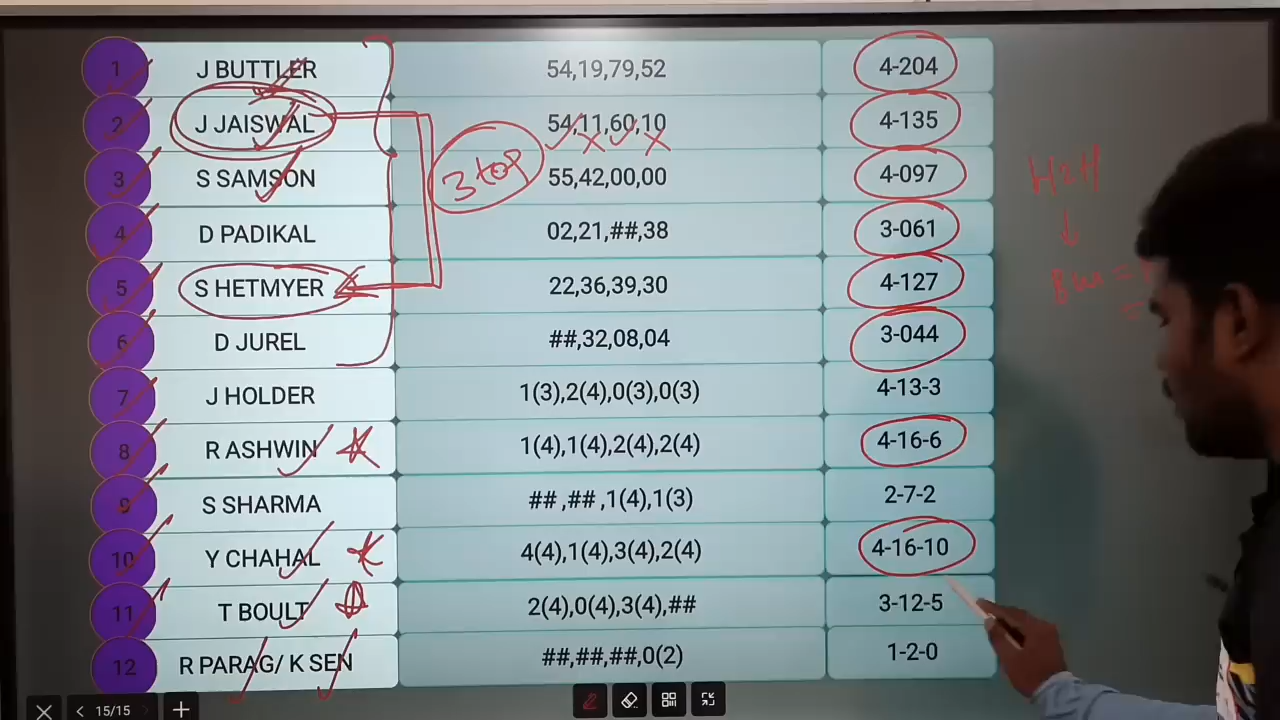 1 J BUTTLER 54,19,79,52 4-204
2 J JAISWAL 54,11,60,10 4-135
3 S SAMSON 55,42,00,00 4-097
4 D PADIKAL 02,21,##,38 3-061
5 S HETMYER 22,36,39,30 4-127
6 D JUREL ##,32,08,04 3-044
7 J HOLDER 1(3),2(4),0(3),0(3) 4-13-3
8 R ASHWIN 1(4),1(4),2(4),2(4) 4-16-6
9 S SHARMA ## ,## ,1(4),1(3) 2-7-2
10 Y CHAHAL 4(4),1(4),3(4),2(4) 4-16-10
11 T BOULT 2(4),0(4),3(4),## 3-12-5
12 R PARAG/ K SEN ##,##,##,0(2) 1-2-0
3 top
H2H
15/15